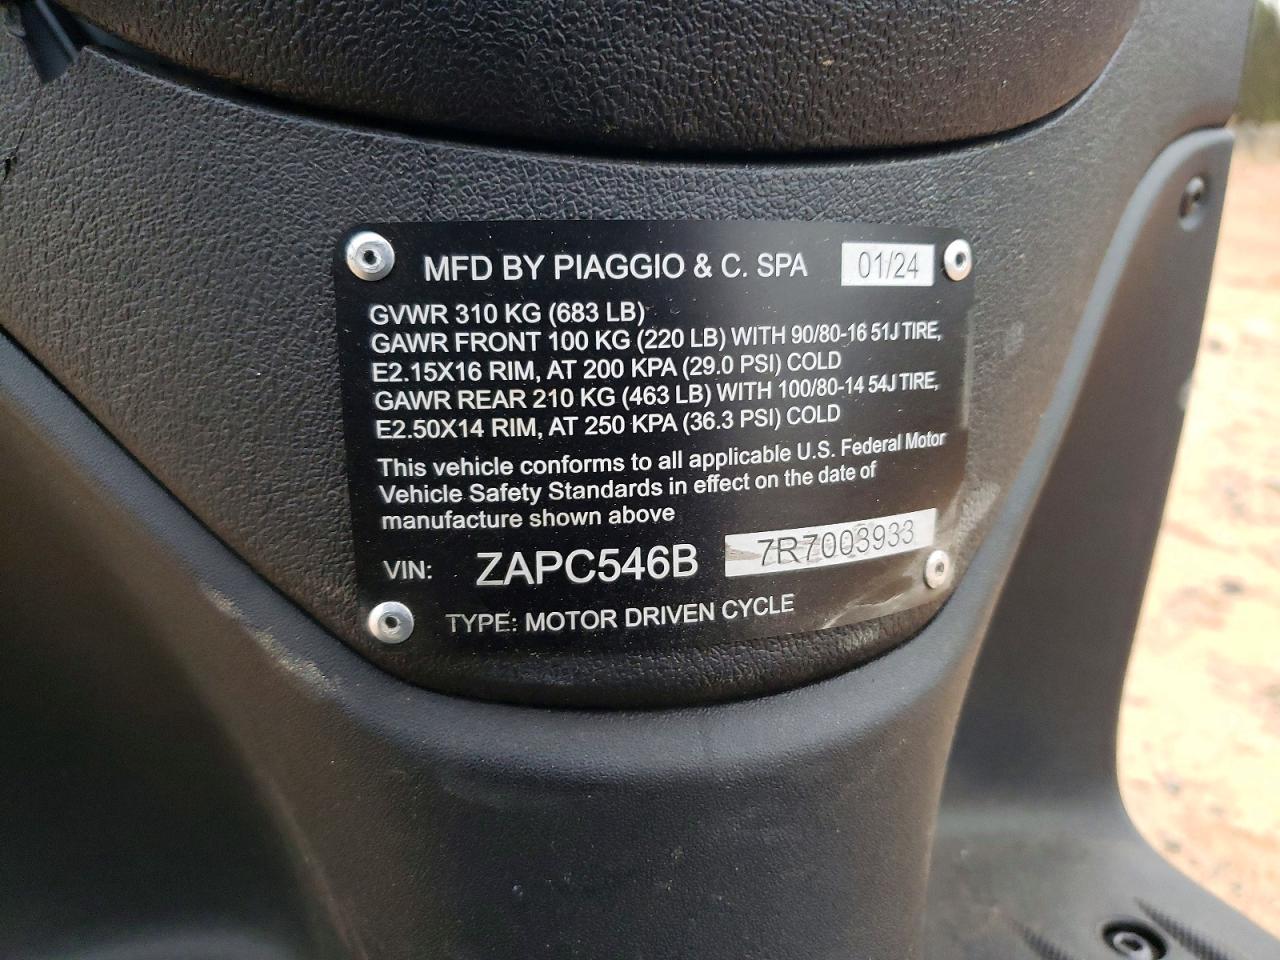 MFD BY PIAGGIO & C. SPA 01/24
GVWR 310 KG (683 LB)
GAWR FRONT 100 KG (220 LB) WITH 90/80-16 51J TIRE,
E2.15X16 RIM, AT 200 KPA (29.0 PSI) COLD
GAWR REAR 210 KG (463 LB) WITH 100/80-14 54J TIRE,
E2.50X14 RIM, AT 250 KPA (36.3 PSI) COLD
This vehicle conforms to all applicable U.S. Federal Motor
Vehicle Safety Standards in effect on the date of
manufacture shown above
VIN: ZAPC546B 7R7003933
TYPE: MOTOR DRIVEN CYCLE